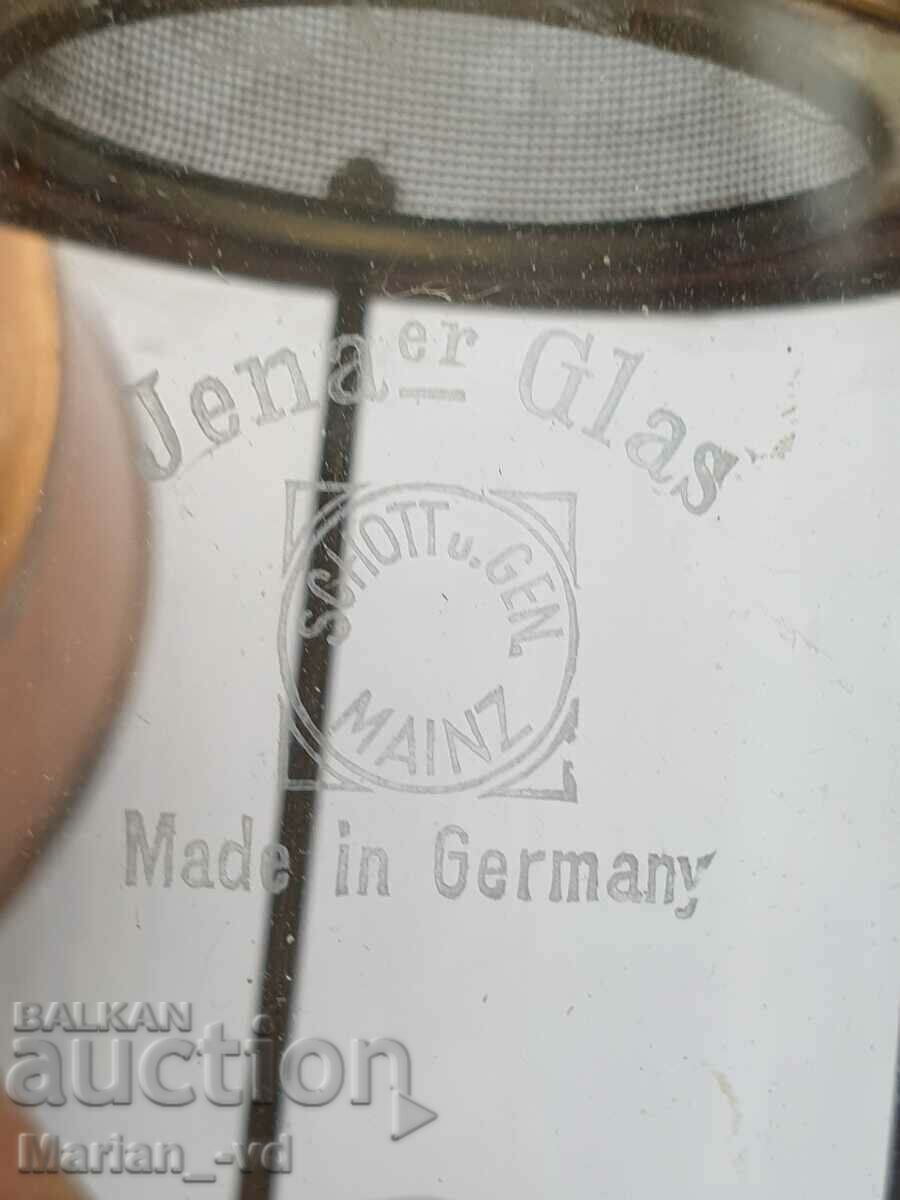 Jenaer Glas
SCHOTT u. GEN.
MAINZ
Made in Germany
BALKAN
auction
Marian_-vd